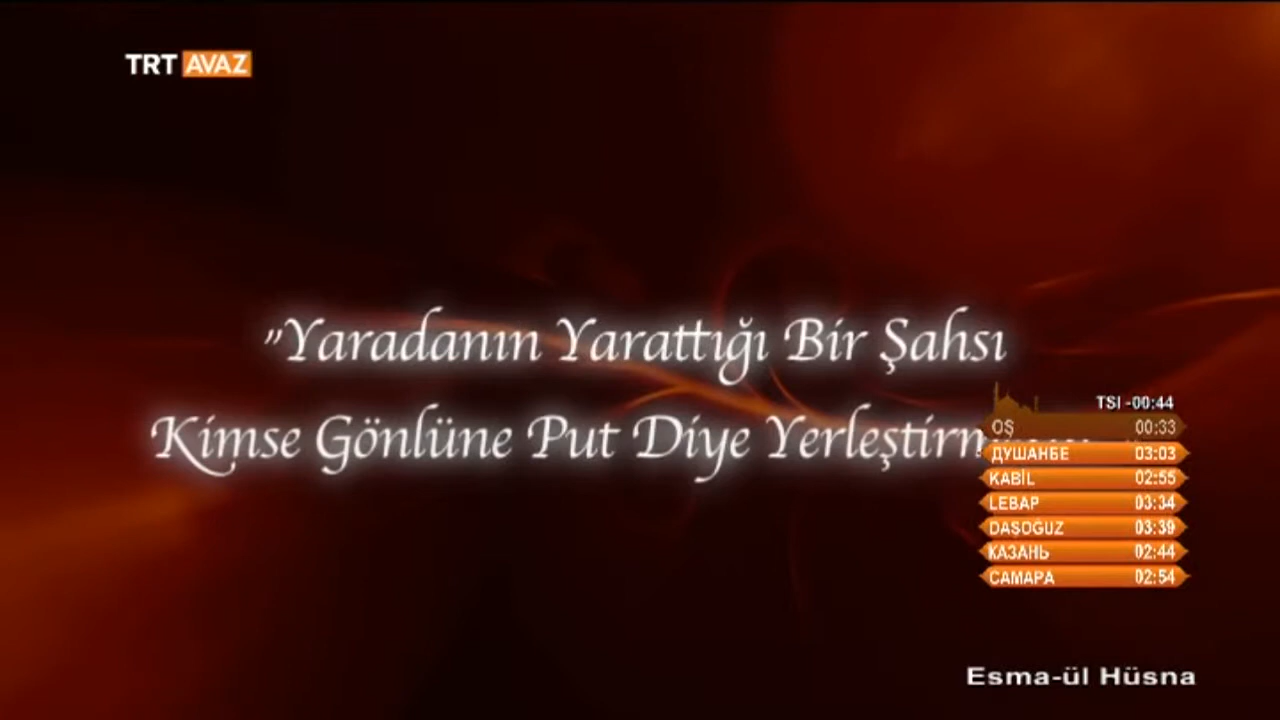 TRT AVAZ
"Yaradanın Yarattığı Bir Şahsı
Kimse Gönlüne Put Diye
TSI -00:44
OŞ 00:33
ДУШАНБЕ 03:03
KABİL 02:55
LEBAP 03:34
DAŞOGUZ 03:39
КАЗАНЬ 02:44
САМАРА 02:54
Esma-ül Hüsna